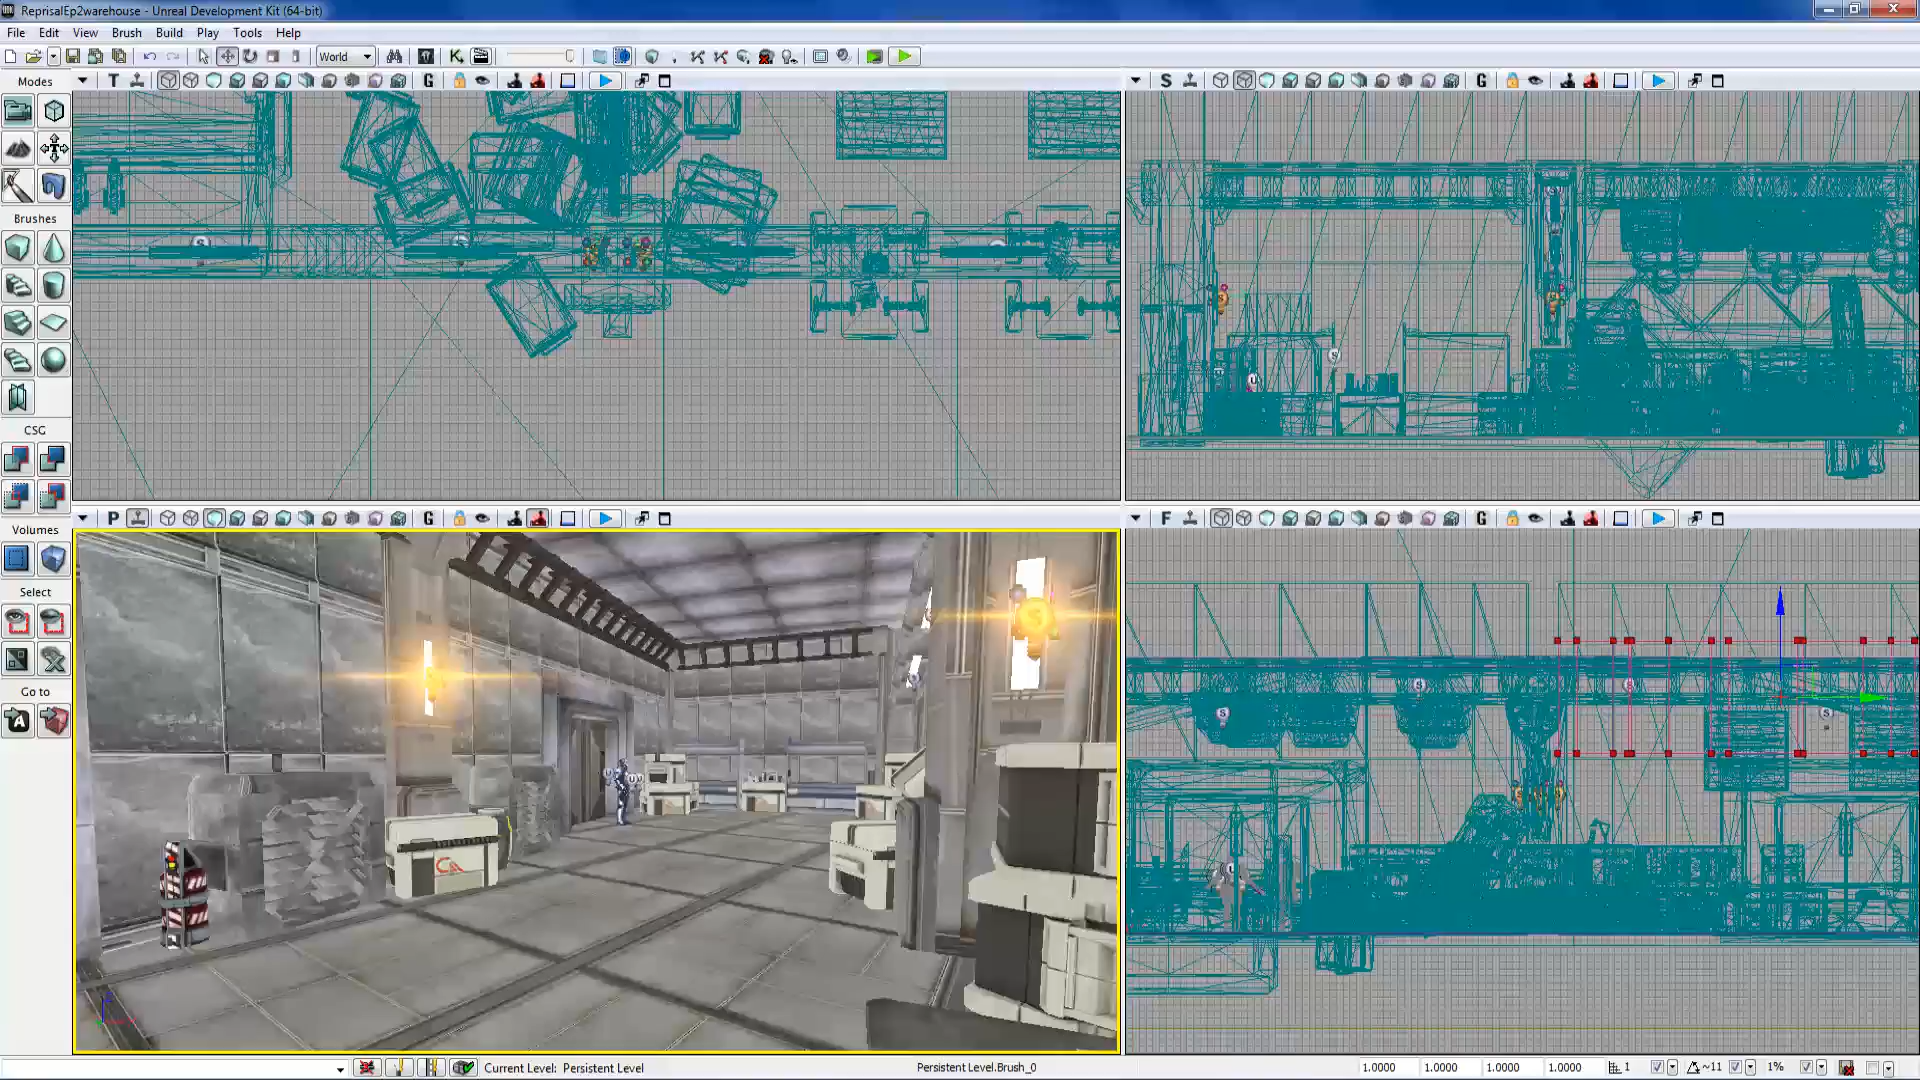 ReprisalEp2warehouse - Unreal Development Kit (64-bit)
File Edit View Brush Build Play Tools Help
World
Modes
T G
S G
Brushes
CSG
P G
F G
Volumes
Select
Go to
A
Current Level: Persistent Level
Persistent Level.Brush_0
1.0000 1.0000 1.0000 1.0000
1
~11
1%